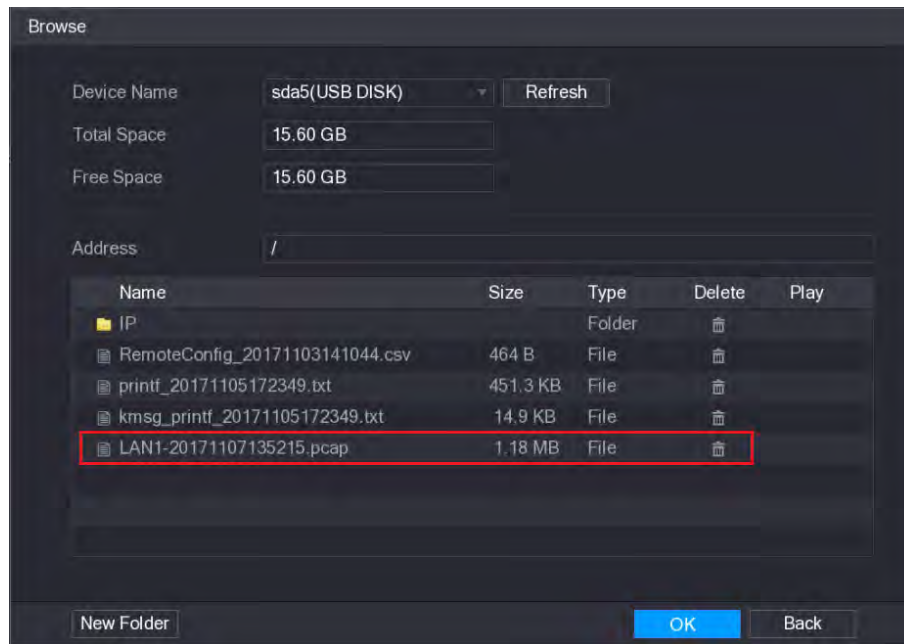 Browse
Device Name sda5(USB DISK) Refresh
Total Space 15.60 GB
Free Space 15.60 GB
Address /
Name Size Type Delete Play
IP Folder
RemoteConfig_20171103141044.csv 464 B File
printf_20171105172349.txt 451.3 KB File
kmsg_printf_20171105172349.txt 14.9 KB File
LAN1-20171107135215.pcap 1.18 MB File
New Folder OK Back